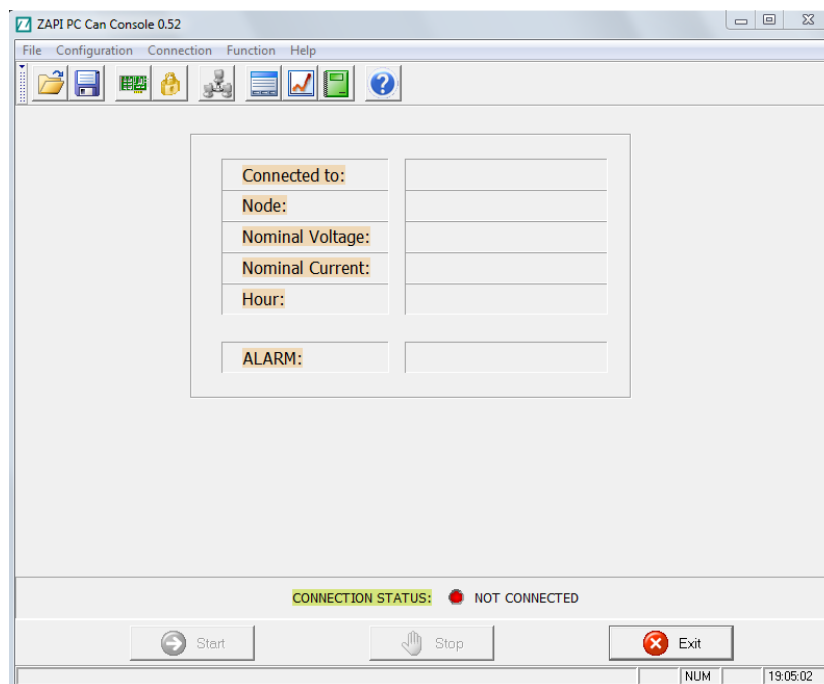 ZAPI PC Can Console 0.52
File Configuration Connection Function Help
Connected to:
Node:
Nominal Voltage:
Nominal Current:
Hour:
ALARM:
CONNECTION STATUS: NOT CONNECTED
Start Stop Exit
NUM 19:05:02